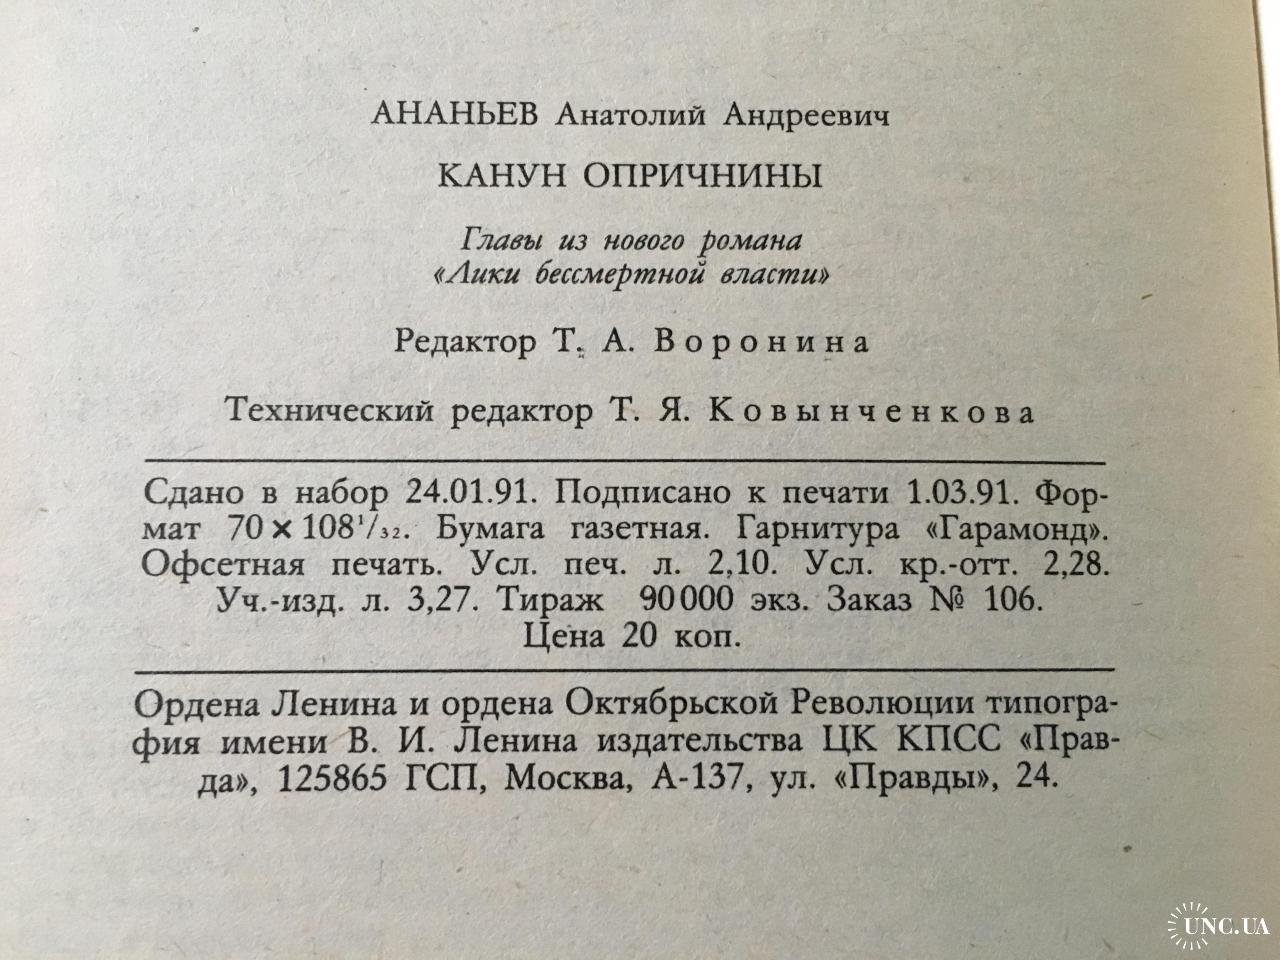 АНАНЬЕВ Анатолий Андреевич
КАНУН ОПРИЧНИНЫ
Главы из нового романа
«Лики бессмертной власти»
Редактор Т. А. Воронина
Технический редактор Т. Я. Ковынченкова
Сдано в набор 24.01.91. Подписано к печати 1.03.91. Фор-
мат 70×108¹/₃₂. Бумага газетная. Гарнитура «Гарамонд».
Офсетная печать. Усл. печ. л. 2,10. Усл. кр.-отт. 2,28.
Уч.-изд. л. 3,27. Тираж 90 000 экз. Заказ № 106.
Цена 20 коп.
Ордена Ленина и ордена Октябрьской Революции типогра-
фия имени В. И. Ленина издательства ЦК КПСС «Прав-
да», 125865 ГСП, Москва, А-137, ул. «Правды», 24.
UNC.UA